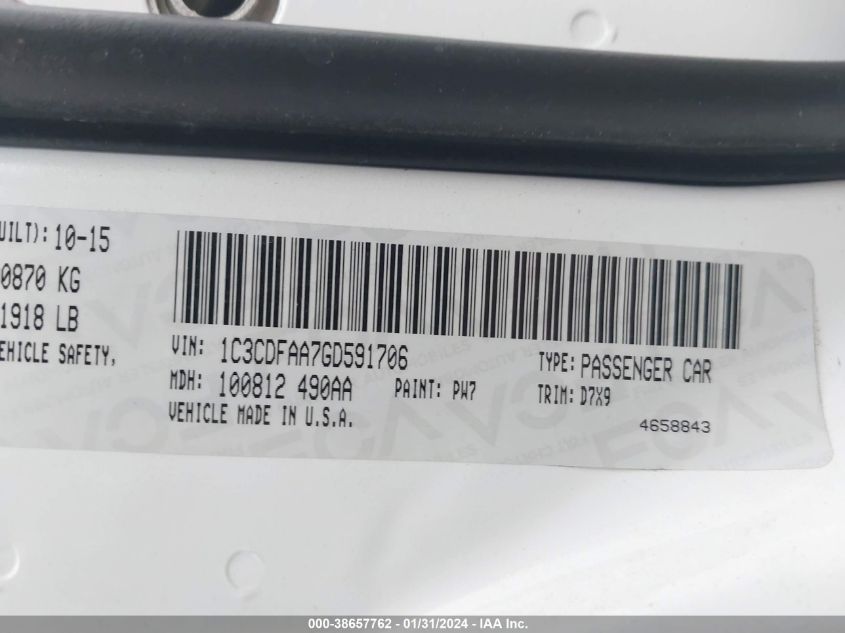 UILT): 10-15
0870 KG
1918 LB
EHICLE SAFETY,
VIN: 1C3CDFAA7GD591706
TYPE: PASSENGER CAR
MDH: 100812 490AA PAINT: PW7 TRIM: D7X9
VEHICLE MADE IN U.S.A.
4658843
000-38657762 - 01/31/2024 - IAA Inc.